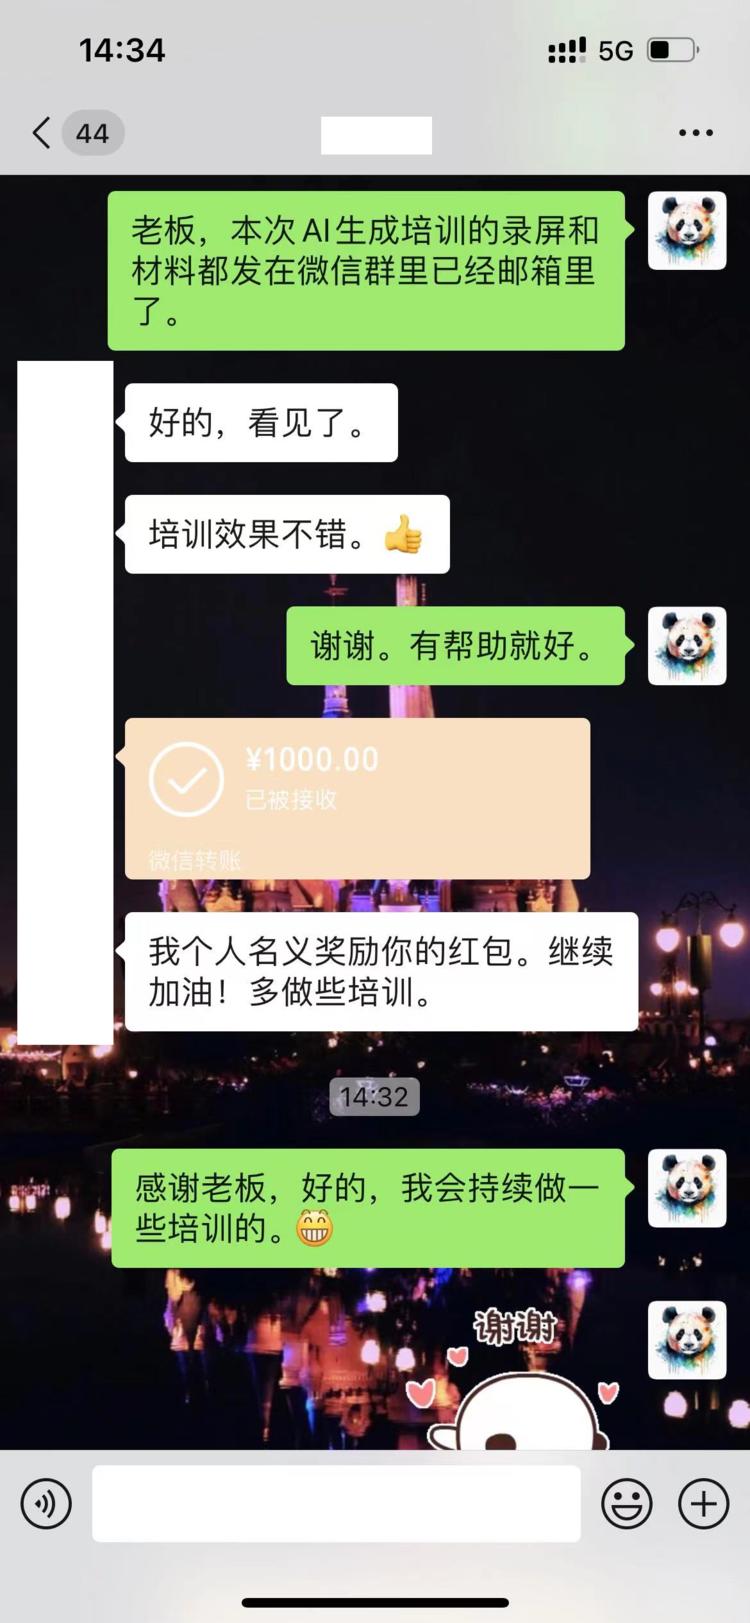 14:34
5G
44
老板，本次AI生成培训的录屏和
材料都发在微信群里已经邮箱里
了。
好的，看见了。
培训效果不错。👍
谢谢。有帮助就好。
¥1000.00
已被接收
微信转账
我个人名义奖励你的红包。继续
加油！多做些培训。
14:32
感谢老板，好的，我会持续做一
些培训的。😁
谢谢